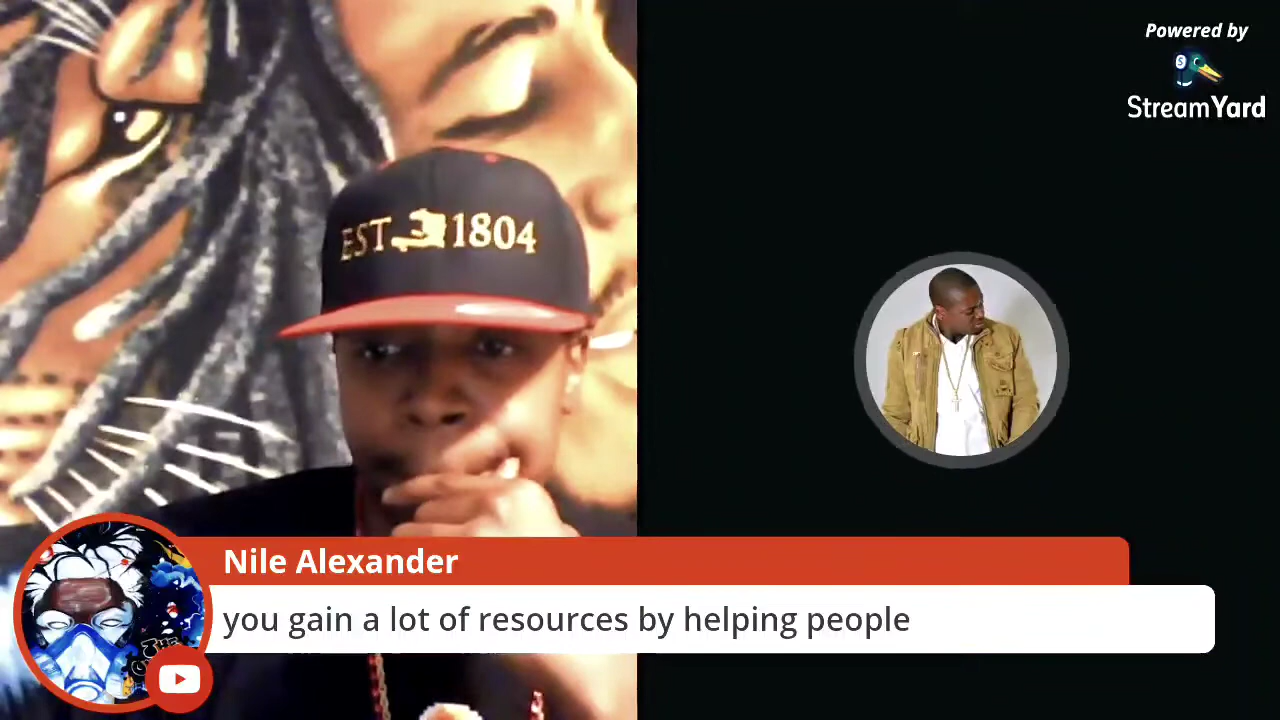 Powered by
StreamYard
EST 1804
Nile Alexander
you gain a lot of resources by helping people